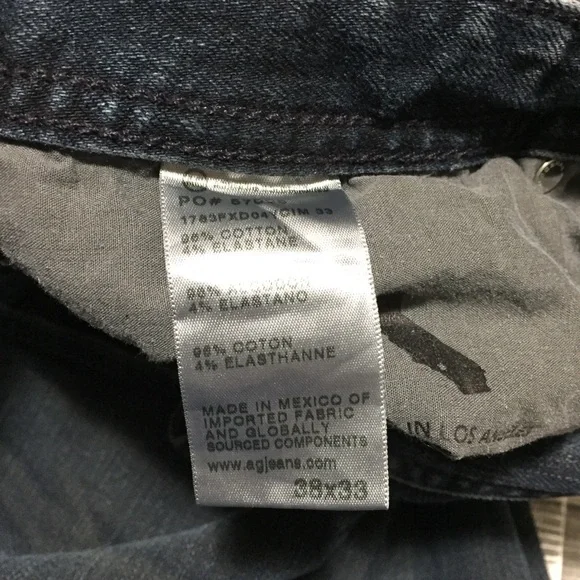 PO#
1783FXD04YCIM 33
96% COTTON
4% ELASTANE
4% ELASTANO
96% COTON
4% ELASTHANNE
MADE IN MEXICO OF
IMPORTED FABRIC
AND GLOBALLY
SOURCED COMPONENTS
www.agjeans.com
38x33
IN LOS